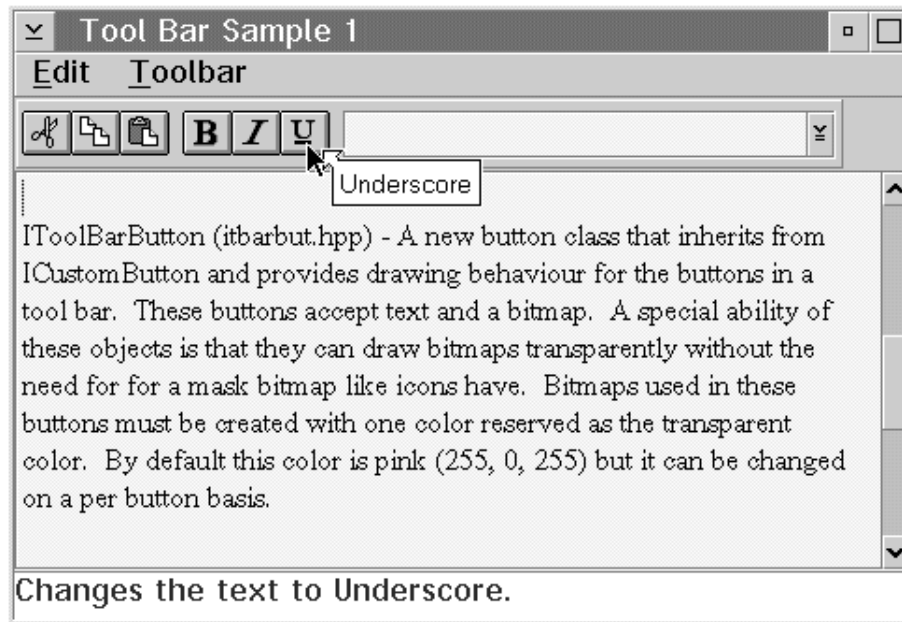 Tool Bar Sample 1
Edit Toolbar
B I U
Underscore
IToolBarButton (itbarbut.hpp) - A new button class that inherits from
ICustomButton and provides drawing behaviour for the buttons in a
tool bar. These buttons accept text and a bitmap. A special ability of
these objects is that they can draw bitmaps transparently without the
need for for a mask bitmap like icons have. Bitmaps used in these
buttons must be created with one color reserved as the transparent
color. By default this color is pink (255, 0, 255) but it can be changed
on a per button basis.
Changes the text to Underscore.